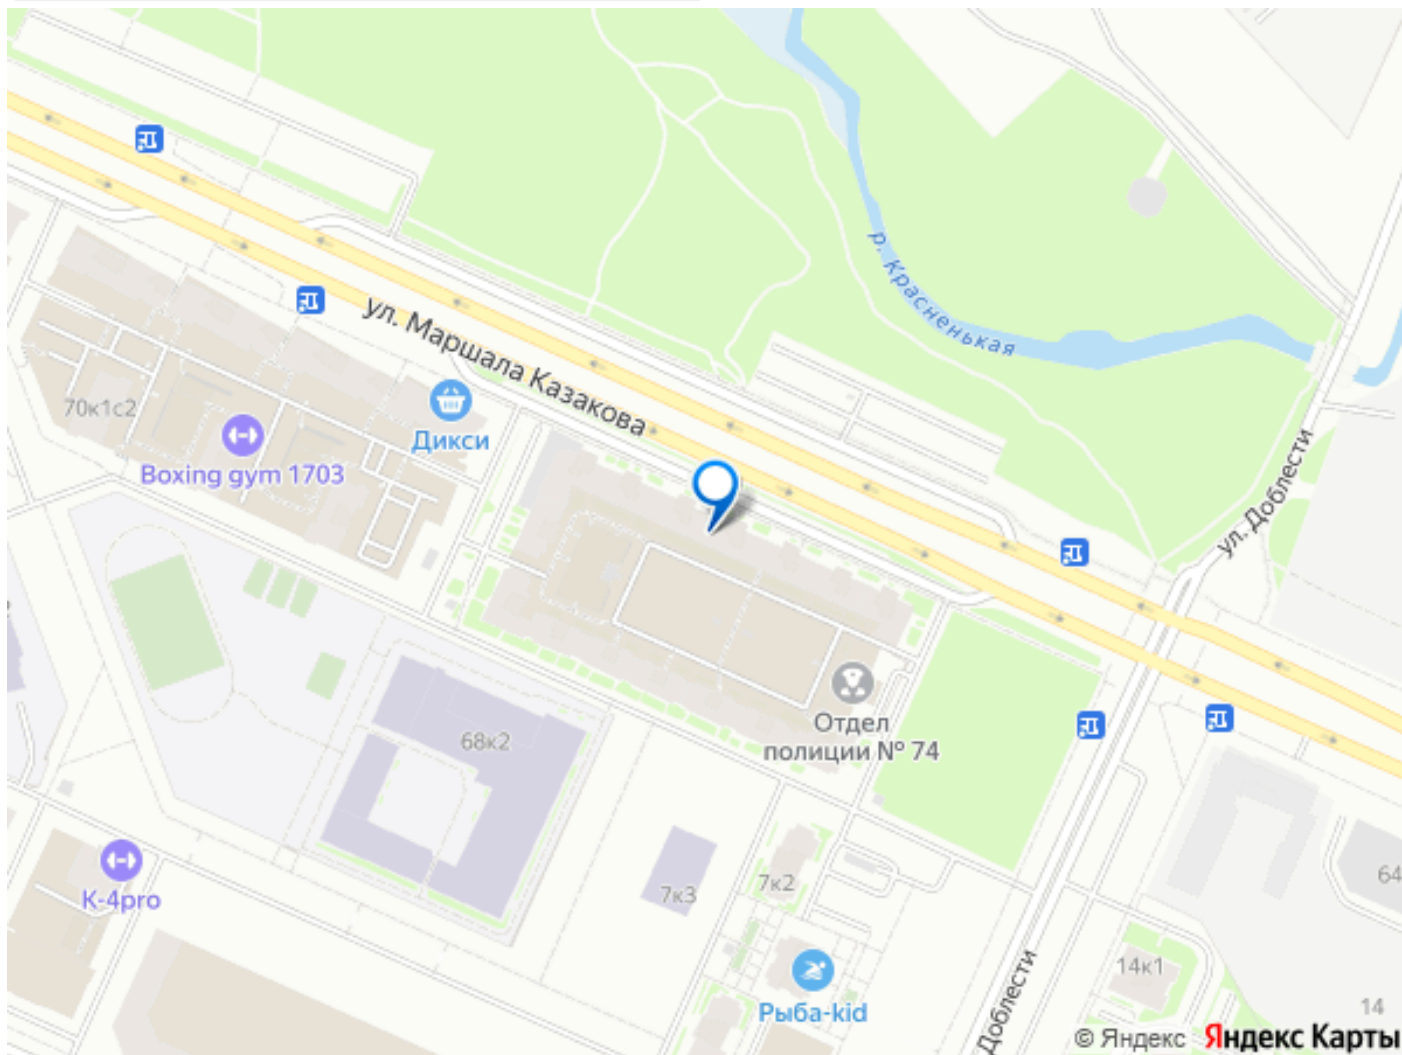 р. Красненькая
ул. Маршала Казакова
70к1с2
Дикси
Boxing gym 1703
ул. Доблести
Отдел
полиции № 74
68к2
7к3
7к2
К-4pro
64
14к1
Рыба-kid
Доблести
14
© Яндекс Яндекс Карты